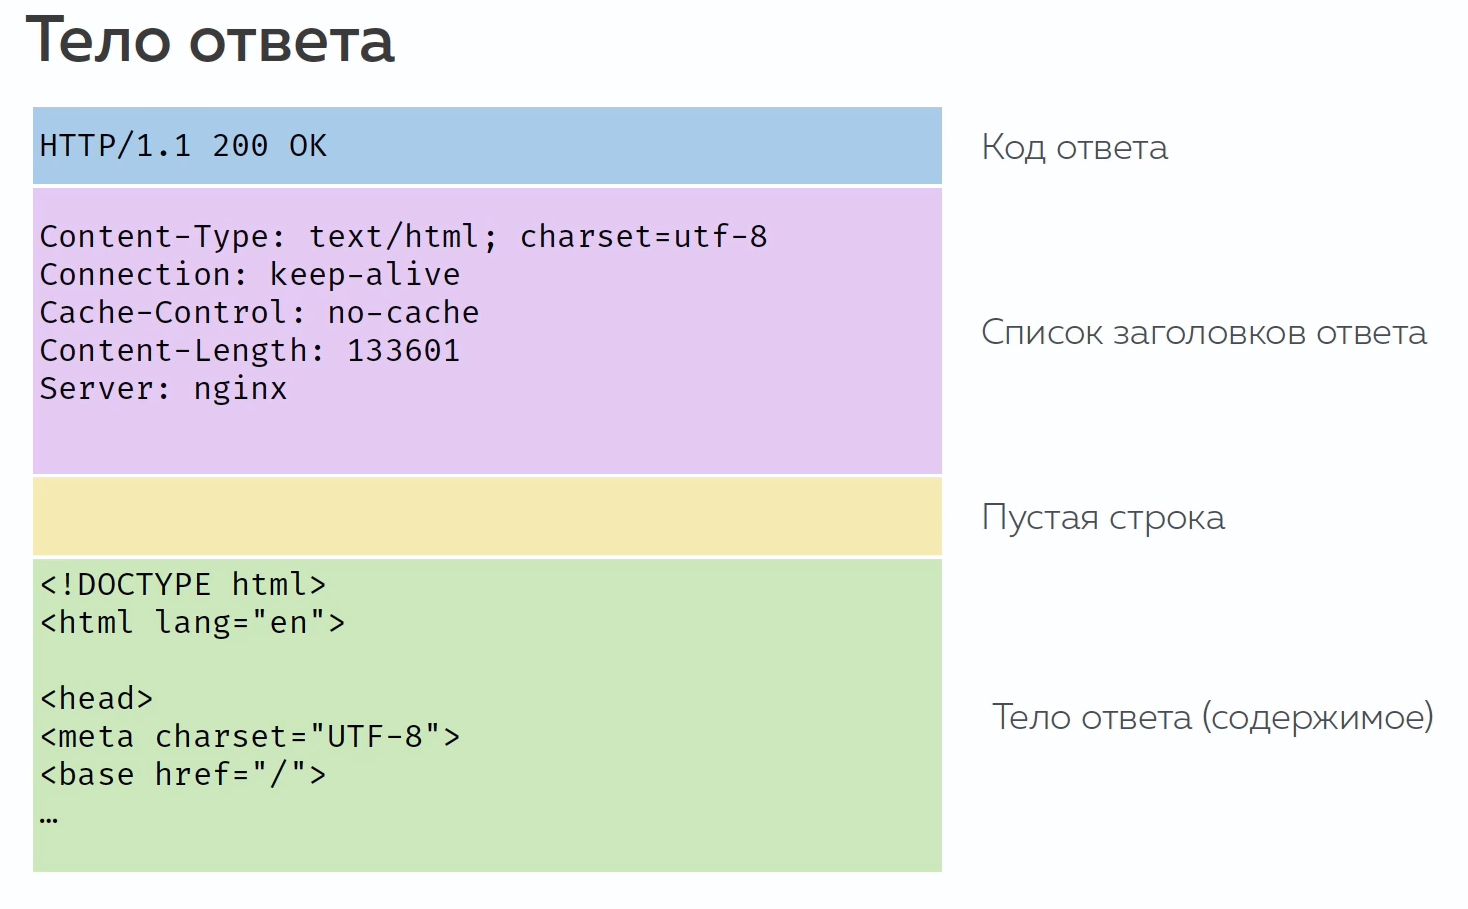 Тело ответа
HTTP/1.1 200 OK
Код ответа
Content-Type: text/html; charset=utf-8
Connection: keep-alive
Cache-Control: no-cache
Content-Length: 133601
Server: nginx
Список заголовков ответа
Пустая строка
<!DOCTYPE html>
<html lang="en">
<head>
<meta charset="UTF-8">
<base href="/">
…
Тело ответа (содержимое)